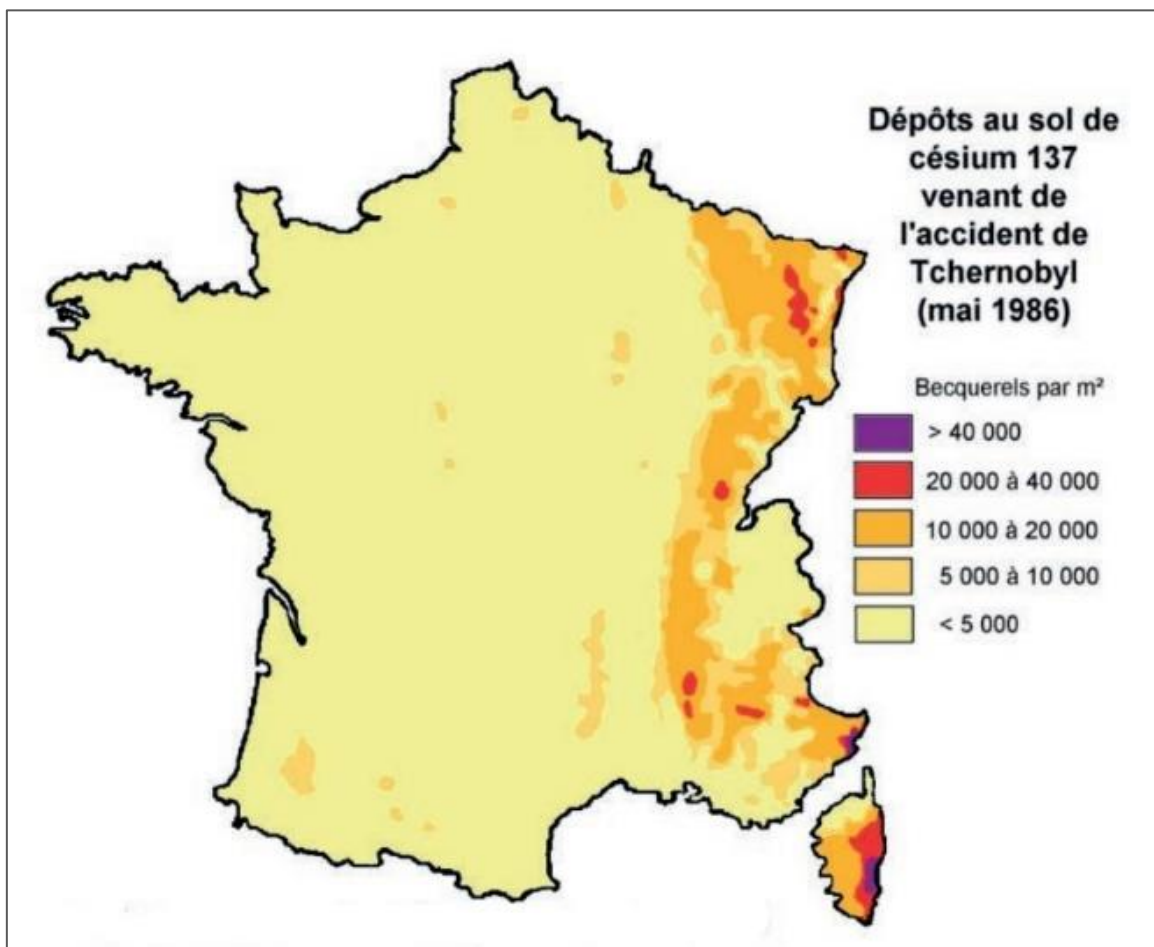 Dépôts au sol de
césium 137
venant de
l'accident de
Tchernobyl
(mai 1986)
Becquerels par m²
> 40 000
20 000 à 40 000
10 000 à 20 000
5 000 à 10 000
< 5 000